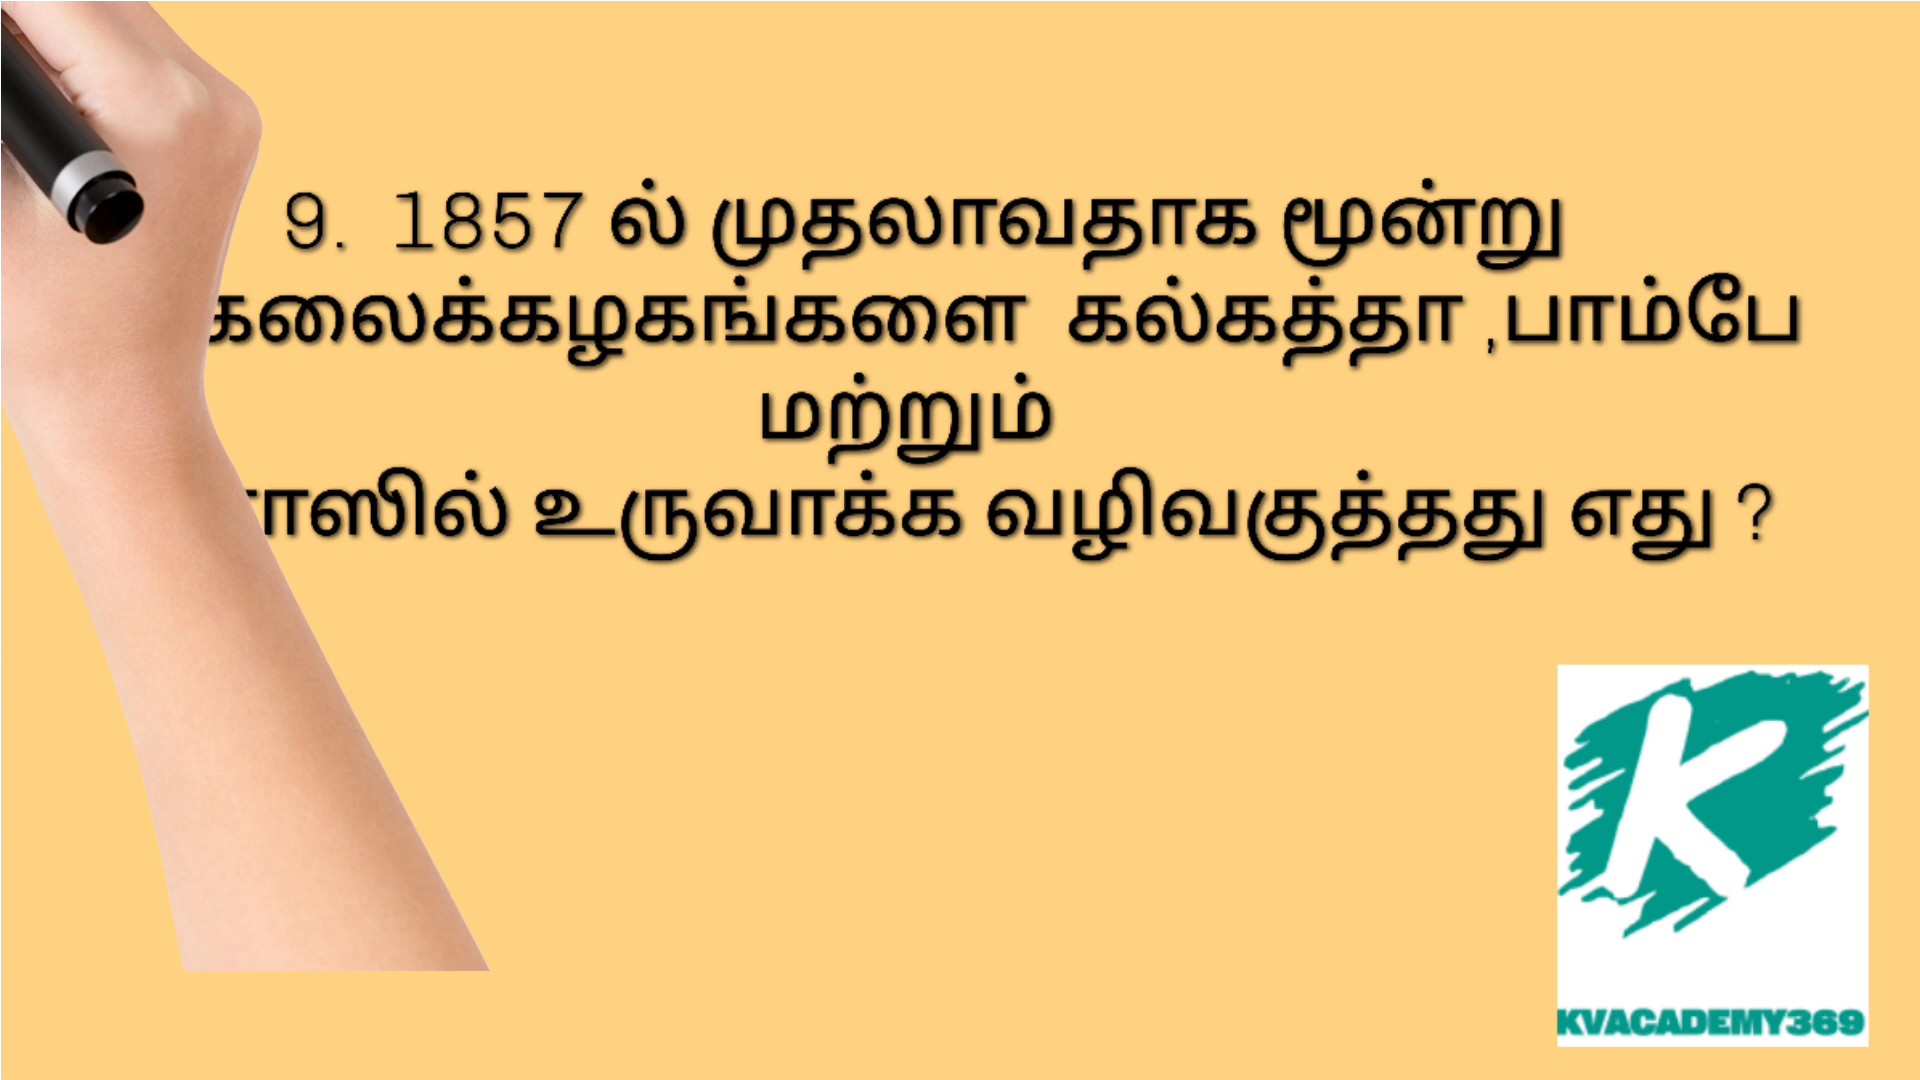 9. 1857 ல் முதலாவதாக மூன்று
கலைக்கழகங்களை கல்கத்தா ,பாம்பே
மற்றும்
ாஸில் உருவாக்க வழிவகுத்தது எது ?
KVACADEMY369